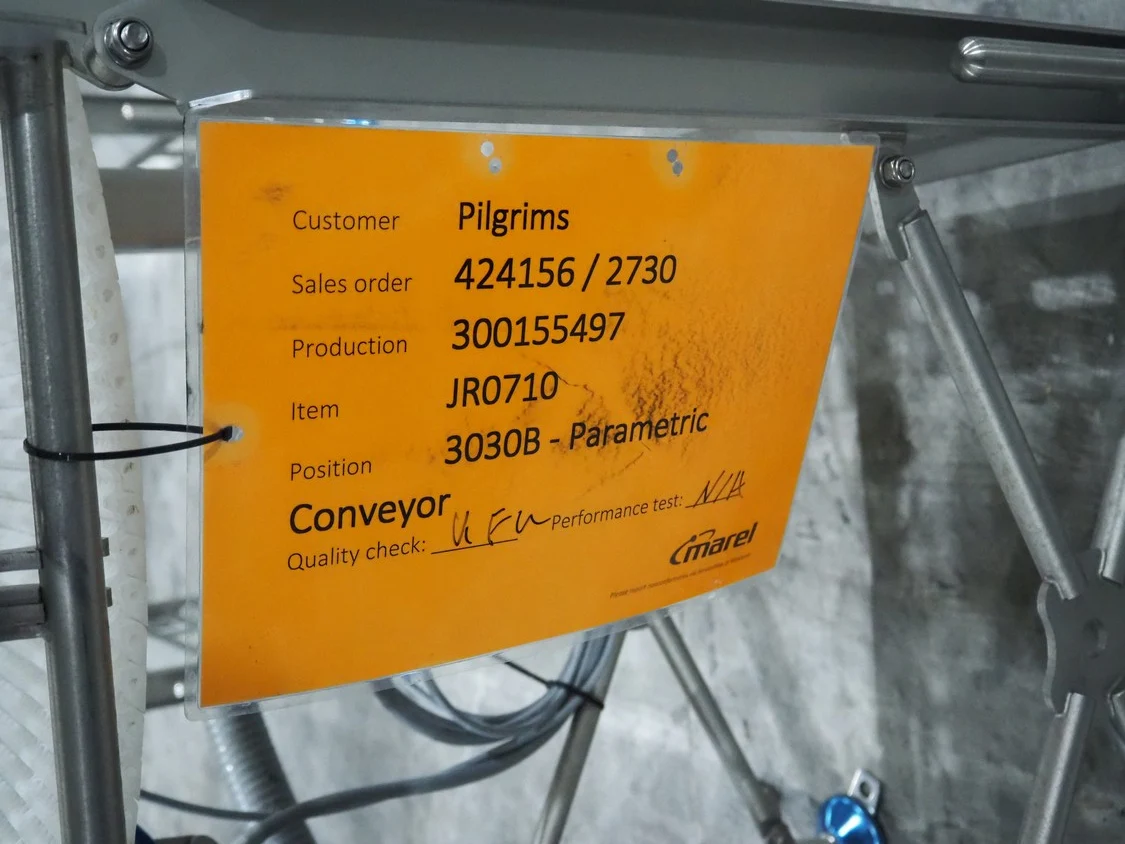 Customer Pilgrims
Sales order 424156 / 2730
Production 300155497
Item JR0710
Position 3030B - Parametric
Conveyor
Quality check: Performance test: N/A
marel